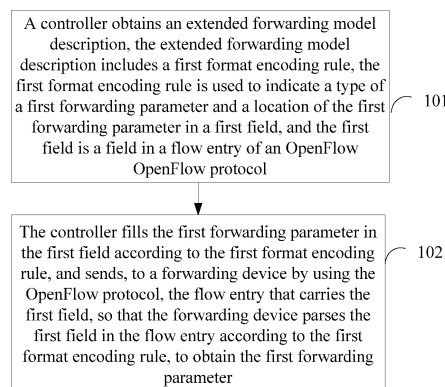 A controller obtains an extended forwarding model
description, the extended forwarding model
description includes a first format encoding rule, the
first format encoding rule is used to indicate a type of
a first forwarding parameter and a location of the first
forwarding parameter in a first field, and the first
field is a field in a flow entry of an OpenFlow
OpenFlow protocol
101
The controller fills the first forwarding parameter in
the first field according to the first format encoding
rule, and sends, to a forwarding device by using the
OpenFlow protocol, the flow entry that carries the
first field, so that the forwarding device parses the
first field in the flow entry according to the first
format encoding rule, to obtain the first forwarding
parameter
102